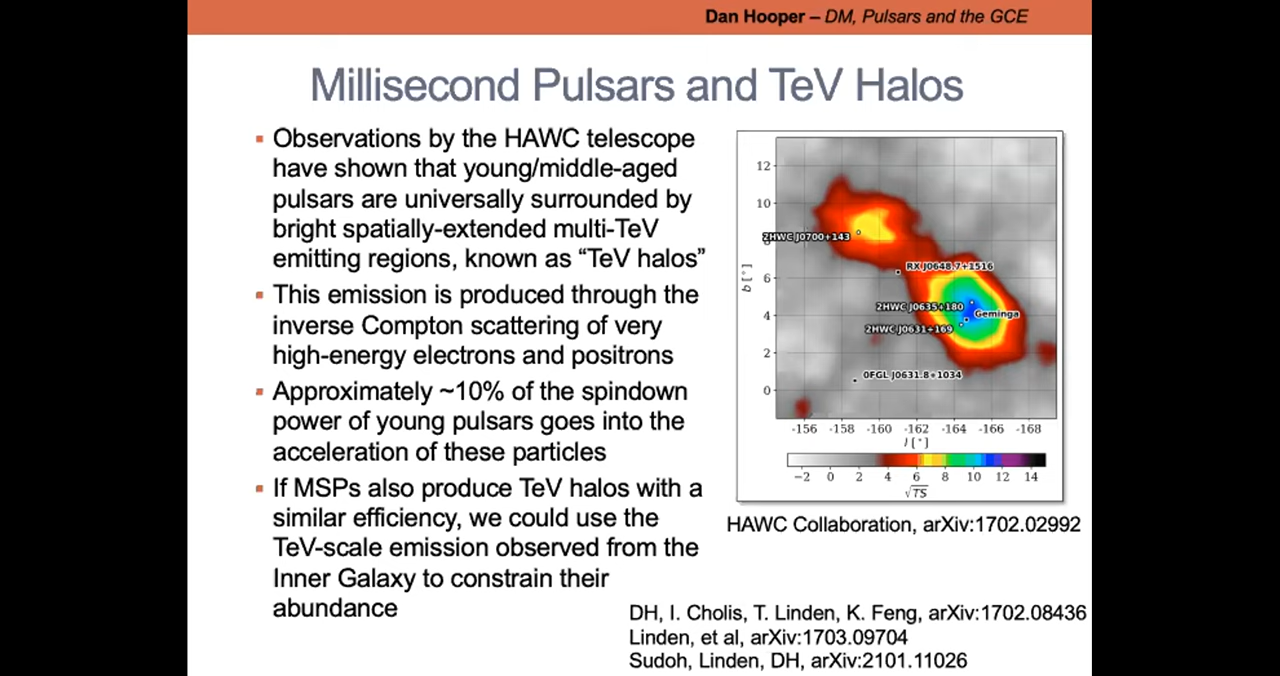 Dan Hooper – DM, Pulsars and the GCE
Millisecond Pulsars and TeV Halos
▪ Observations by the HAWC telescope
have shown that young/middle-aged
pulsars are universally surrounded by
bright spatially-extended multi-TeV
emitting regions, known as “TeV halos”
▪ This emission is produced through the
inverse Compton scattering of very
high-energy electrons and positrons
▪ Approximately ~10% of the spindown
power of young pulsars goes into the
acceleration of these particles
▪ If MSPs also produce TeV halos with a
similar efficiency, we could use the
TeV-scale emission observed from the
Inner Galaxy to constrain their
abundance
12
10
8
6
4
2
0
b [°]
2HWC J0700+143
RX J0648.7+1516
2HWC J0635+180
Geminga
2HWC J0631+169
0FGL J0631.8+1034
-156 -158 -160 -162 -164 -166 -168
l [°]
−2 0 2 4 6 8 10 12 14
√TS
HAWC Collaboration, arXiv:1702.02992
DH, I. Cholis, T. Linden, K. Feng, arXiv:1702.08436
Linden, et al, arXiv:1703.09704
Sudoh, Linden, DH, arXiv:2101.11026